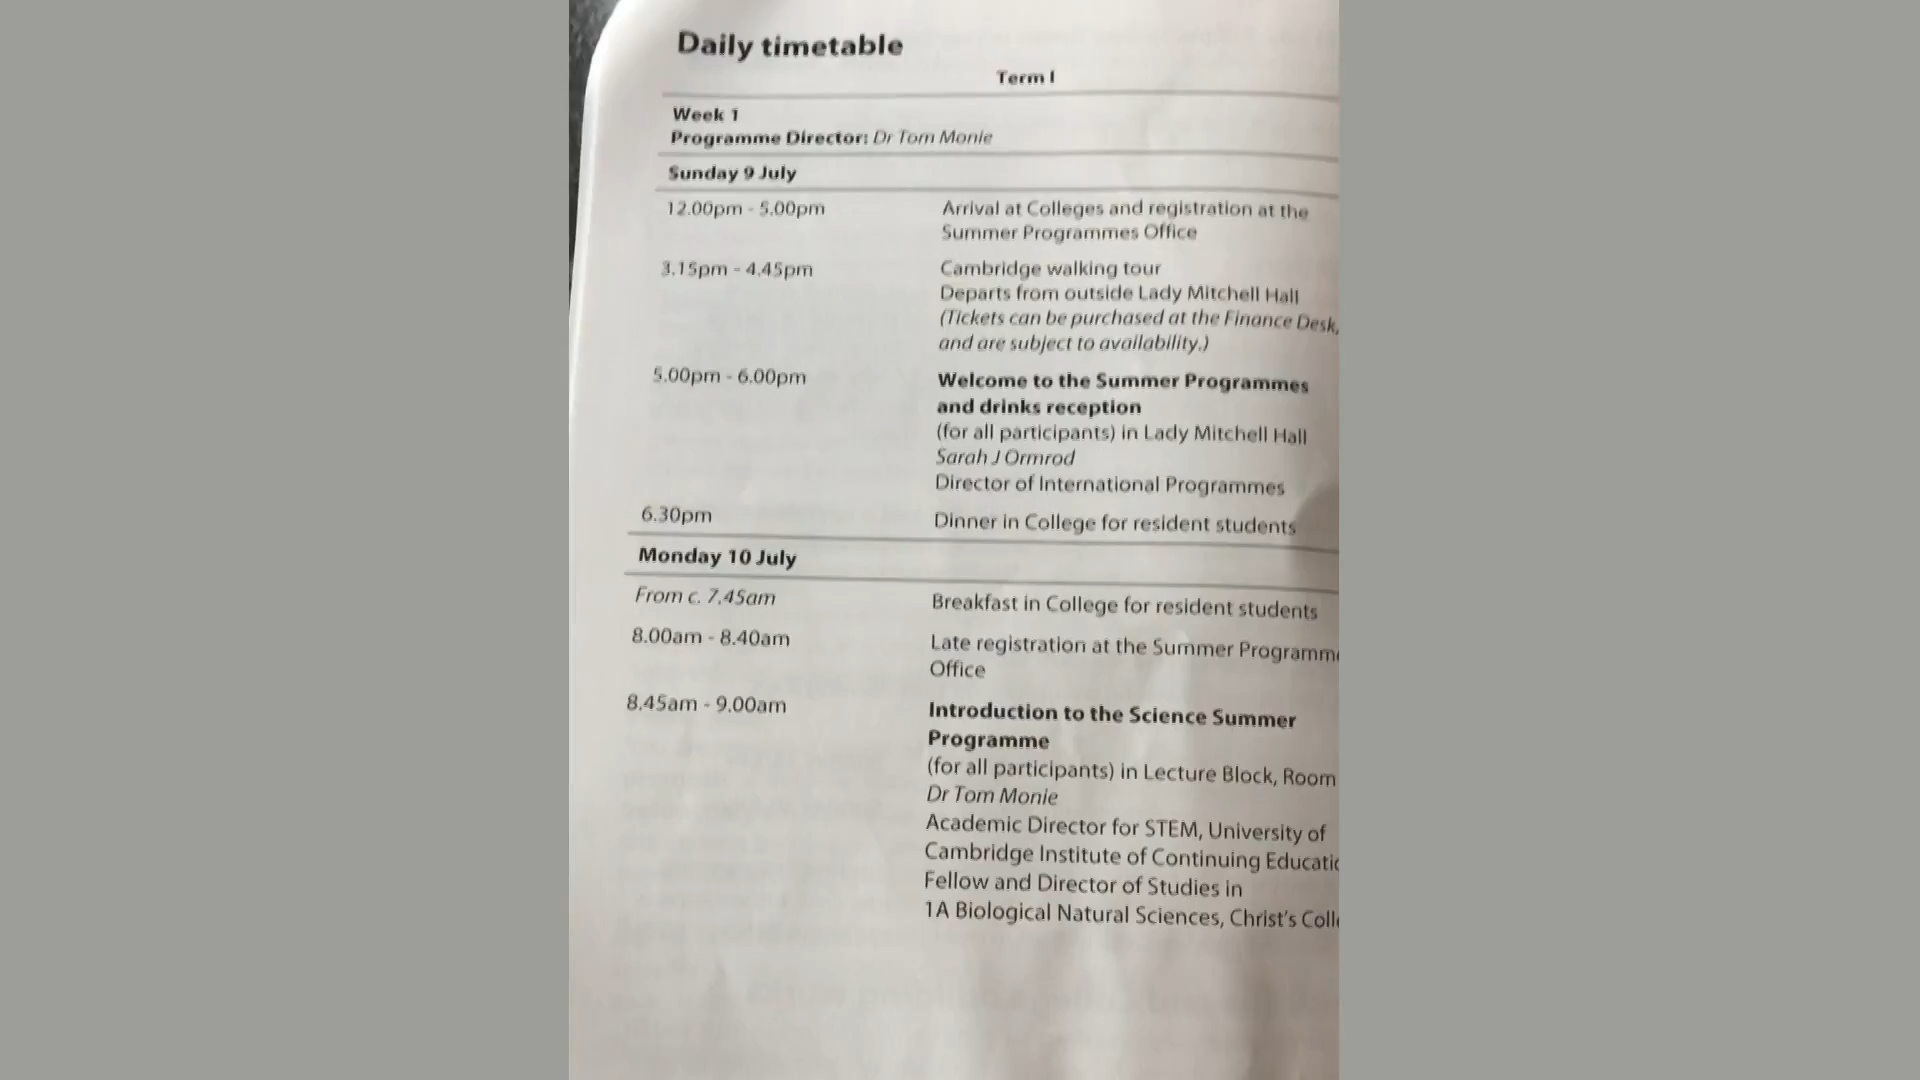 Daily timetable
Term I
Week 1
Programme Director: Dr Tom Monie
Sunday 9 July
12.00pm - 5.00pm Arrival at Colleges and registration at the
Summer Programmes Office
3.15pm - 4.45pm Cambridge walking tour
Departs from outside Lady Mitchell Hall
(Tickets can be purchased at the Finance Desk,
and are subject to availability.)
5.00pm - 6.00pm Welcome to the Summer Programmes
and drinks reception
(for all participants) in Lady Mitchell Hall
Sarah J Ormrod
Director of International Programmes
6.30pm Dinner in College for resident students
Monday 10 July
From c. 7.45am Breakfast in College for resident students
8.00am - 8.40am Late registration at the Summer Programm
Office
8.45am - 9.00am Introduction to the Science Summer
Programme
(for all participants) in Lecture Block, Room
Dr Tom Monie
Academic Director for STEM, University of
Cambridge Institute of Continuing Educati
Fellow and Director of Studies in
1A Biological Natural Sciences, Christ's Coll